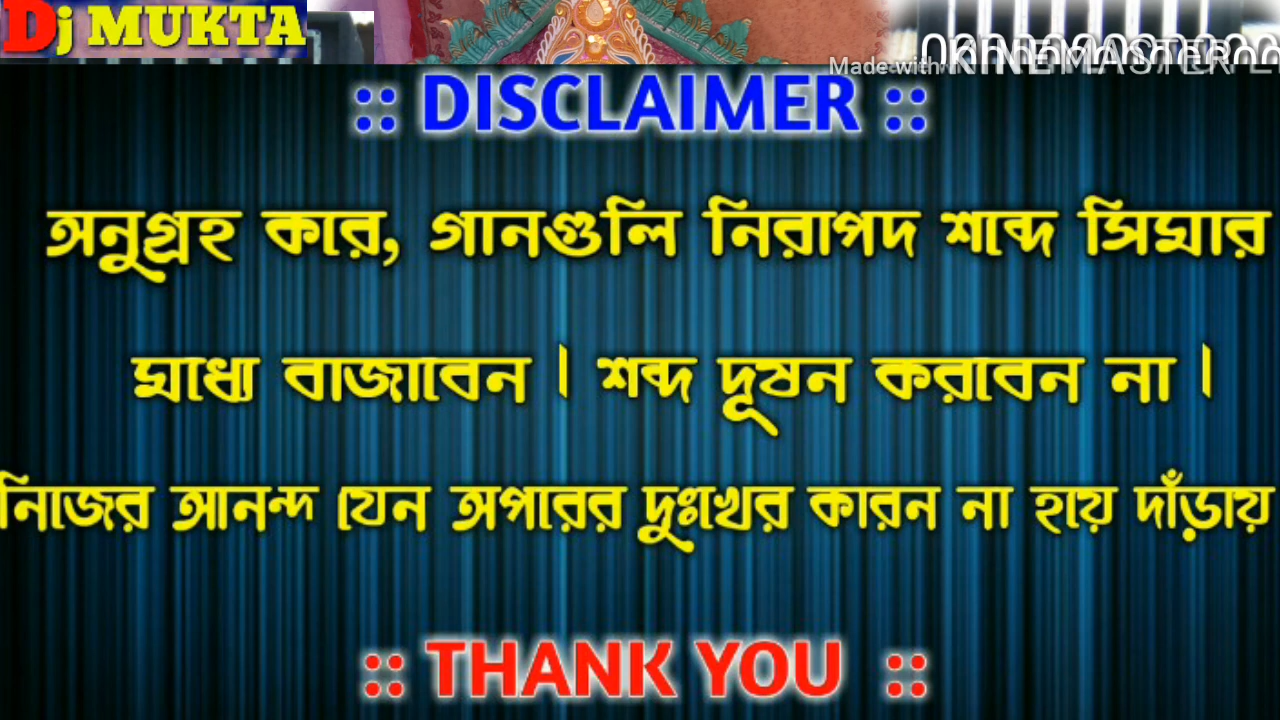 Dj MUKTA
Made with KINEMASTER
:: DISCLAIMER ::
অনুগ্রহ করে, গানগুলি নিরাপদ শব্দে সিমার
মাধ্যে বাজাবেন। শব্দ দূষন করবেন না।
নিজের আনন্দ যেন অপরের দুঃখের কারন না হয়ে দাঁড়ায়
:: THANK YOU ::